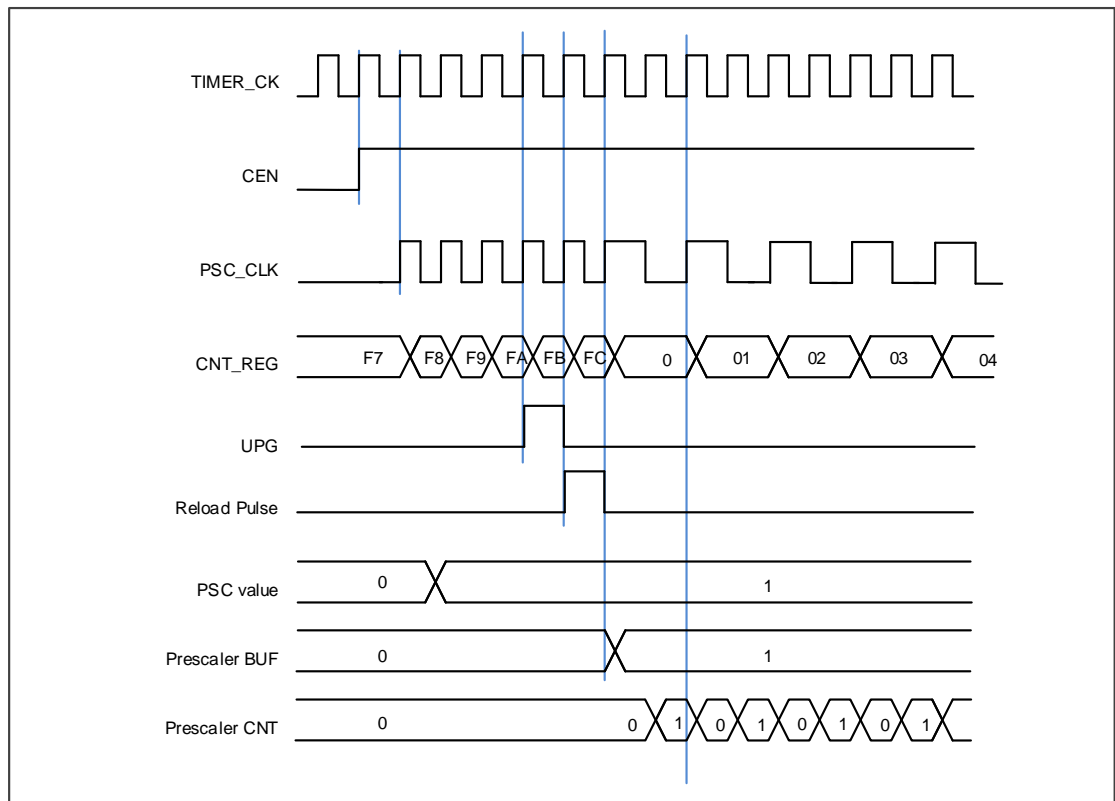 TIMER_CK
CEN
PSC_CLK
CNT_REG F7 F8 F9 FA FB FC 0 01 02 03 04
UPG
Reload Pulse
PSC value 0 1
Prescaler BUF 0 1
Prescaler CNT 0 0 1 0 1 0 1 0 1